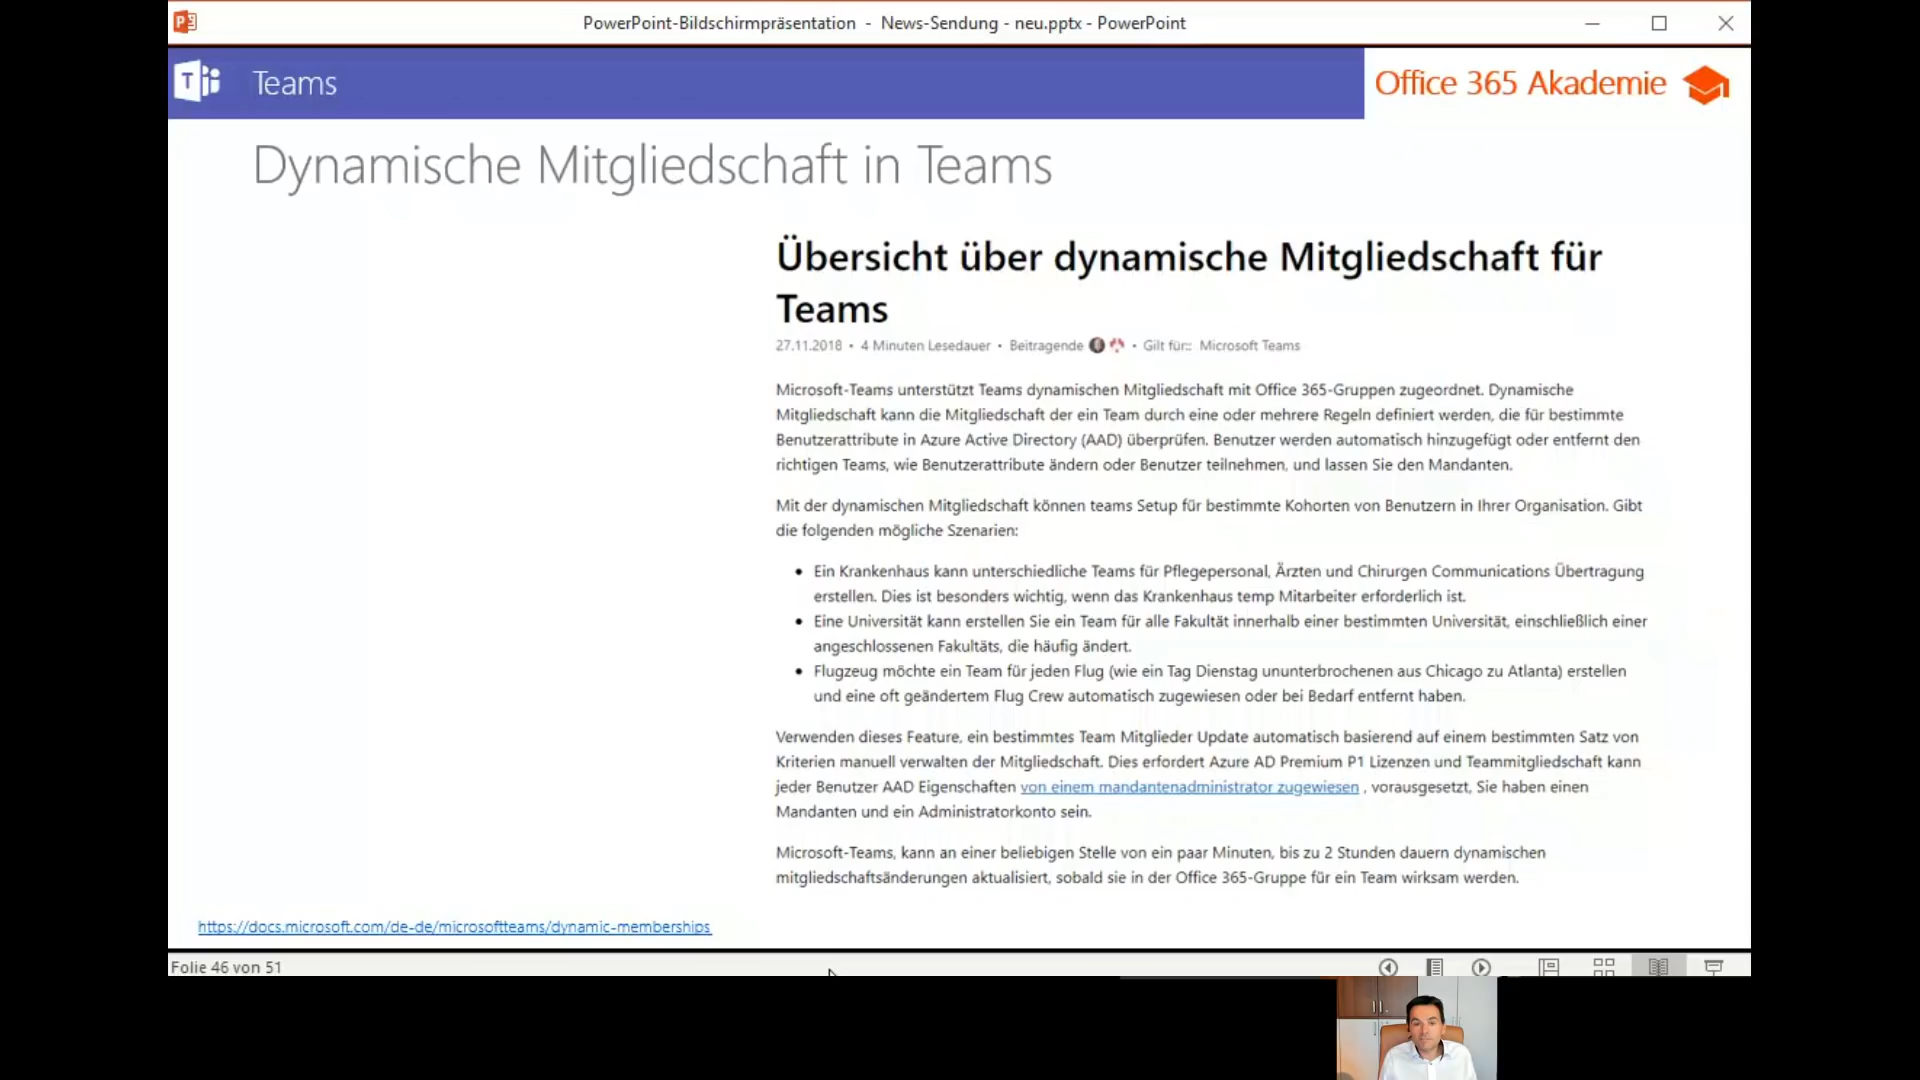 PowerPoint-Bildschirmpräsentation - News-Sendung - neu.pptx - PowerPoint
Teams
Office 365 Akademie
Dynamische Mitgliedschaft in Teams
Übersicht über dynamische Mitgliedschaft für
Teams
27.11.2018 • 4 Minuten Lesedauer • Beitragende • Gilt für:: Microsoft Teams
Microsoft-Teams unterstützt Teams dynamischen Mitgliedschaft mit Office 365-Gruppen zugeordnet. Dynamische
Mitgliedschaft kann die Mitgliedschaft der ein Team durch eine oder mehrere Regeln definiert werden, die für bestimmte
Benutzerattribute in Azure Active Directory (AAD) überprüfen. Benutzer werden automatisch hinzugefügt oder entfernt den
richtigen Teams, wie Benutzerattribute ändern oder Benutzer teilnehmen, und lassen Sie den Mandanten.
Mit der dynamischen Mitgliedschaft können teams Setup für bestimmte Kohorten von Benutzern in Ihrer Organisation. Gibt
die folgenden mögliche Szenarien:
• Ein Krankenhaus kann unterschiedliche Teams für Pflegepersonal, Ärzten und Chirurgen Communications Übertragung
erstellen. Dies ist besonders wichtig, wenn das Krankenhaus temp Mitarbeiter erforderlich ist.
• Eine Universität kann erstellen Sie ein Team für alle Fakultät innerhalb einer bestimmten Universität, einschließlich einer
angeschlossenen Fakultäts, die häufig ändert.
• Flugzeug möchte ein Team für jeden Flug (wie ein Tag Dienstag ununterbrochenen aus Chicago zu Atlanta) erstellen
und eine oft geändertem Flug Crew automatisch zugewiesen oder bei Bedarf entfernt haben.
Verwenden dieses Feature, ein bestimmtes Team Mitglieder Update automatisch basierend auf einem bestimmten Satz von
Kriterien manuell verwalten der Mitgliedschaft. Dies erfordert Azure AD Premium P1 Lizenzen und Teammitgliedschaft kann
jeder Benutzer AAD Eigenschaften von einem mandantenadministrator zugewiesen , vorausgesetzt, Sie haben einen
Mandanten und ein Administratorkonto sein.
Microsoft-Teams, kann an einer beliebigen Stelle von ein paar Minuten, bis zu 2 Stunden dauern dynamischen
mitgliedschaftsänderungen aktualisiert, sobald sie in der Office 365-Gruppe für ein Team wirksam werden.
https://docs.microsoft.com/de-de/microsoftteams/dynamic-memberships
Folie 46 von 51